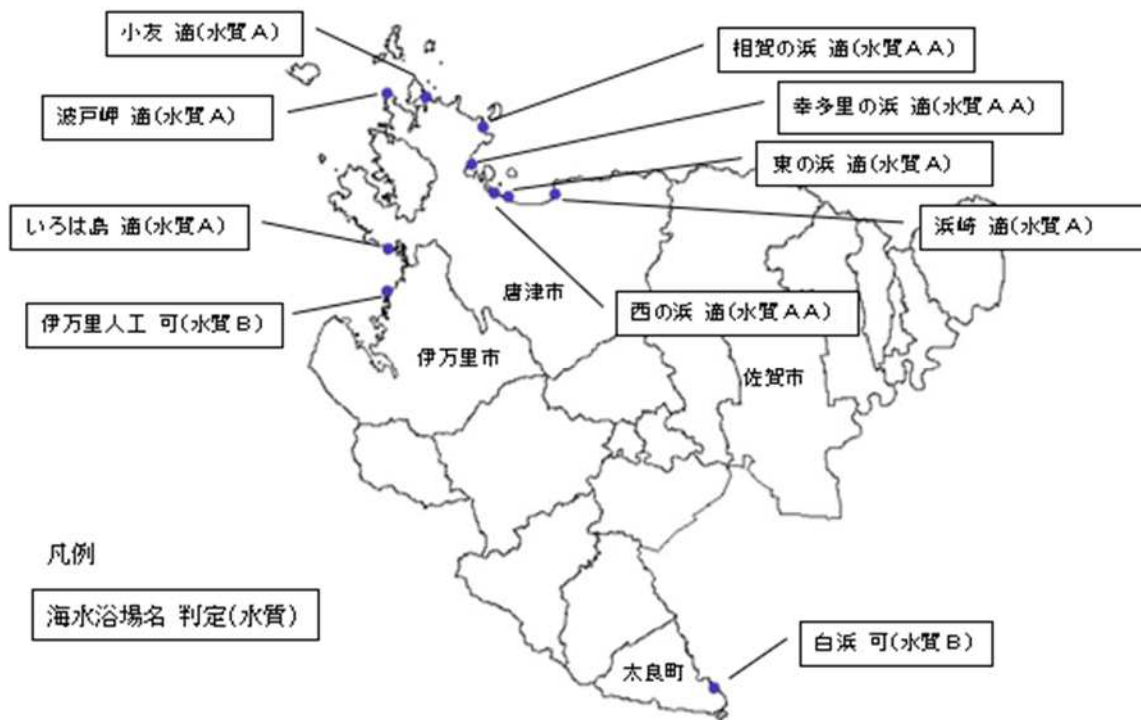 小友 適(水質A)
相賀の浜 適(水質AA)
波戸岬 適(水質A)
幸多里の浜 適(水質AA)
東の浜 適(水質A)
いろは島 適(水質A)
浜崎 適(水質A)
唐津市
西の浜 適(水質AA)
伊万里人工 可(水質B)
伊万里市
佐賀市
凡例
海水浴場名 判定(水質)
白浜 可(水質B)
太良町